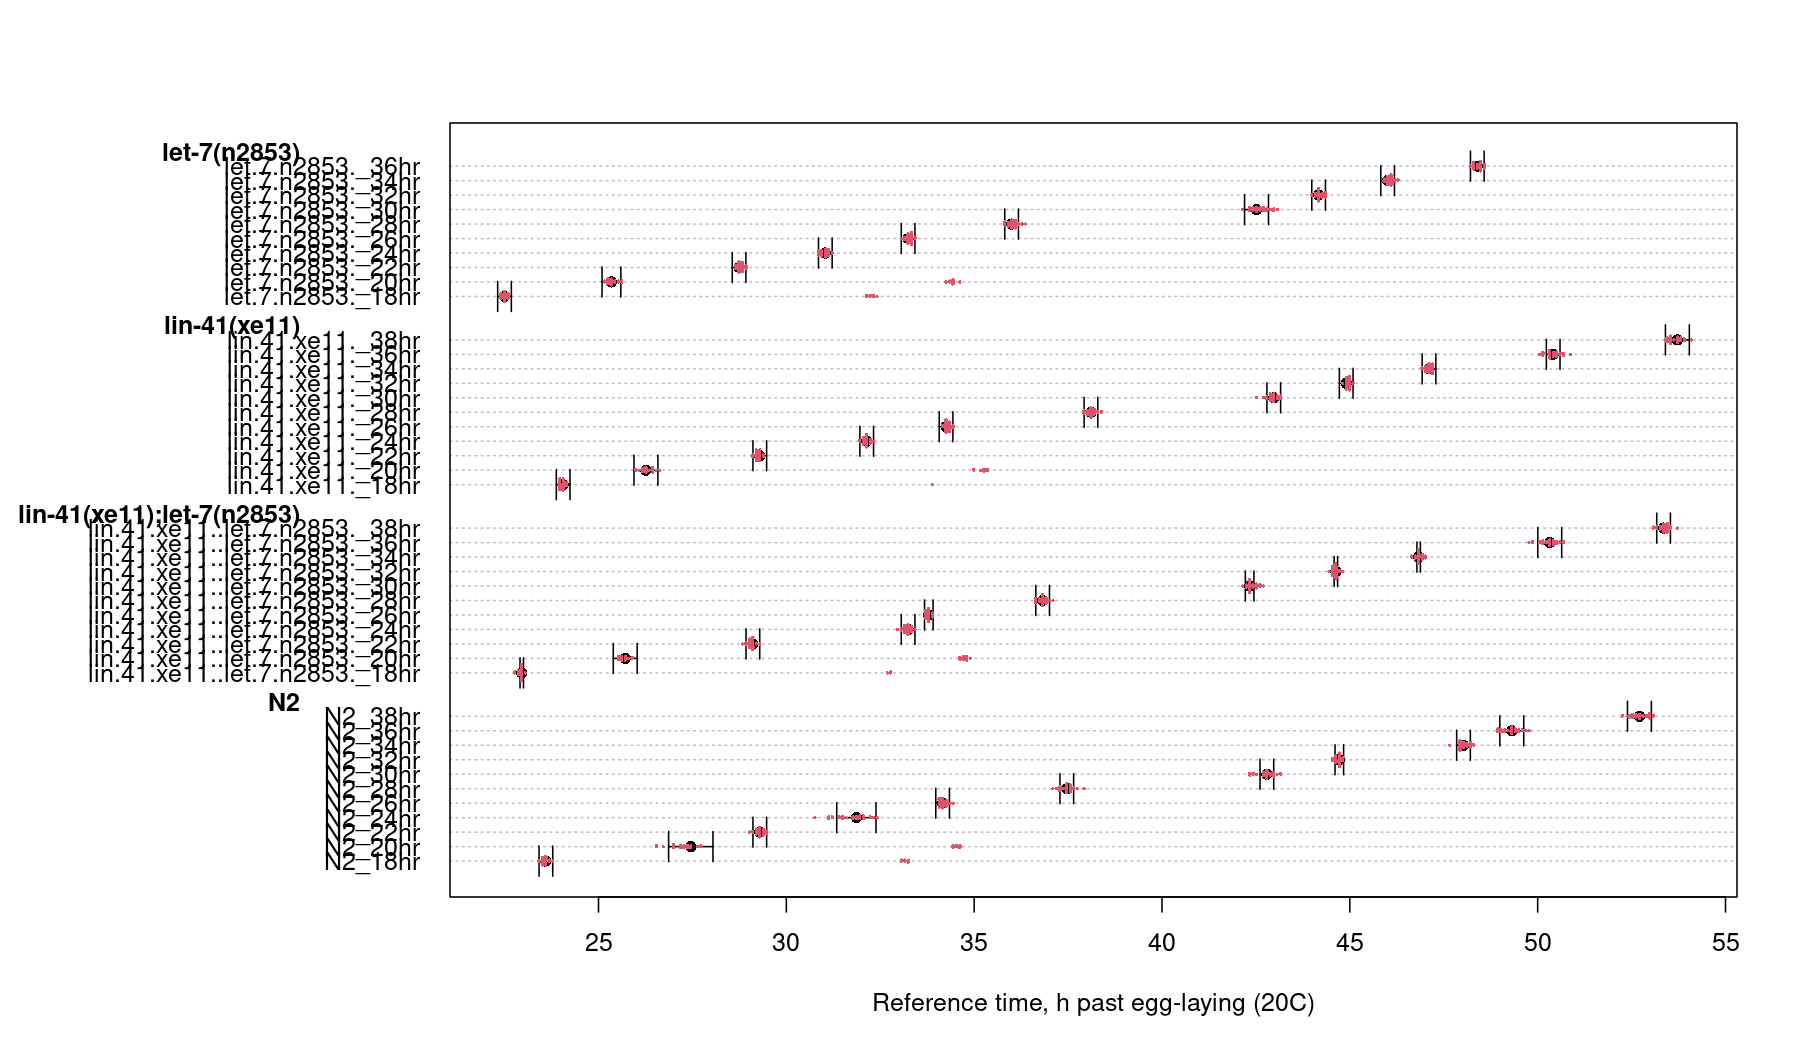 let-7(n2853)
let.7.n2853._36hr
let.7.n2853._34hr
let.7.n2853._32hr
let.7.n2853._30hr
let.7.n2853._28hr
let.7.n2853._26hr
let.7.n2853._24hr
let.7.n2853._22hr
let.7.n2853._20hr
let.7.n2853._18hr
lin-41(xe11)
lin.41.xe11._38hr
lin.41.xe11._36hr
lin.41.xe11._34hr
lin.41.xe11._32hr
lin.41.xe11._30hr
lin.41.xe11._28hr
lin.41.xe11._26hr
lin.41.xe11._24hr
lin.41.xe11._22hr
lin.41.xe11._20hr
lin.41.xe11._18hr
lin-41(xe11);let-7(n2853)
lin.41.xe11..let.7.n2853._38hr
lin.41.xe11..let.7.n2853._36hr
lin.41.xe11..let.7.n2853._34hr
lin.41.xe11..let.7.n2853._32hr
lin.41.xe11..let.7.n2853._30hr
lin.41.xe11..let.7.n2853._28hr
lin.41.xe11..let.7.n2853._26hr
lin.41.xe11..let.7.n2853._24hr
lin.41.xe11..let.7.n2853._22hr
lin.41.xe11..let.7.n2853._20hr
lin.41.xe11..let.7.n2853._18hr
N2
N2_38hr
N2_36hr
N2_34hr
N2_32hr
N2_30hr
N2_28hr
N2_26hr
N2_24hr
N2_22hr
N2_20hr
N2_18hr
25 30 35 40 45 50 55
Reference time, h past egg-laying (20C)